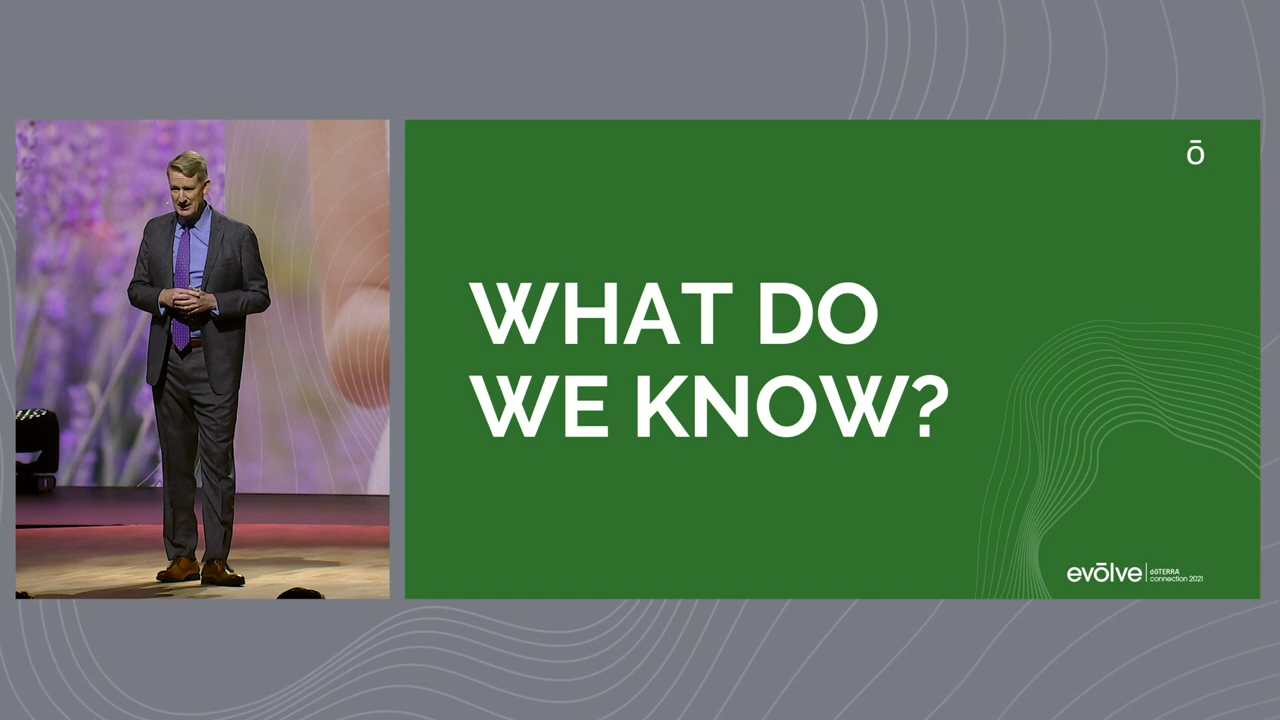 ō
WHAT DO
WE KNOW?
evōlve
dōTERRA
connection 2021